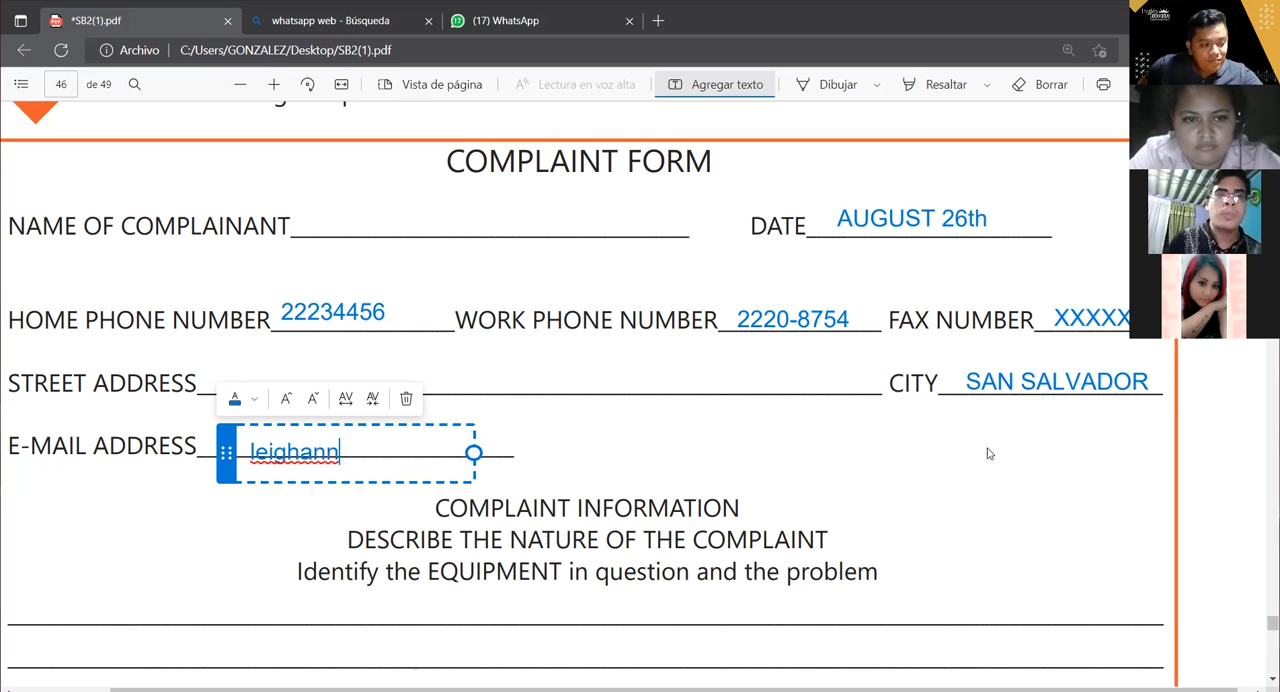 *SB2(1).pdf
whatsapp web - Búsqueda
(17) WhatsApp
Archivo
C:/Users/GONZALEZ/Desktop/SB2(1).pdf
46
de 49
Vista de página
Lectura en voz alta
Agregar texto
Dibujar
Resaltar
Borrar
COMPLAINT FORM
NAME OF COMPLAINANT
DATE AUGUST 26th
HOME PHONE NUMBER 22234456 WORK PHONE NUMBER 2220-8754 FAX NUMBER XXXXX
STREET ADDRESS
CITY SAN SALVADOR
E-MAIL ADDRESS leighann
COMPLAINT INFORMATION
DESCRIBE THE NATURE OF THE COMPLAINT
Identify the EQUIPMENT in question and the problem